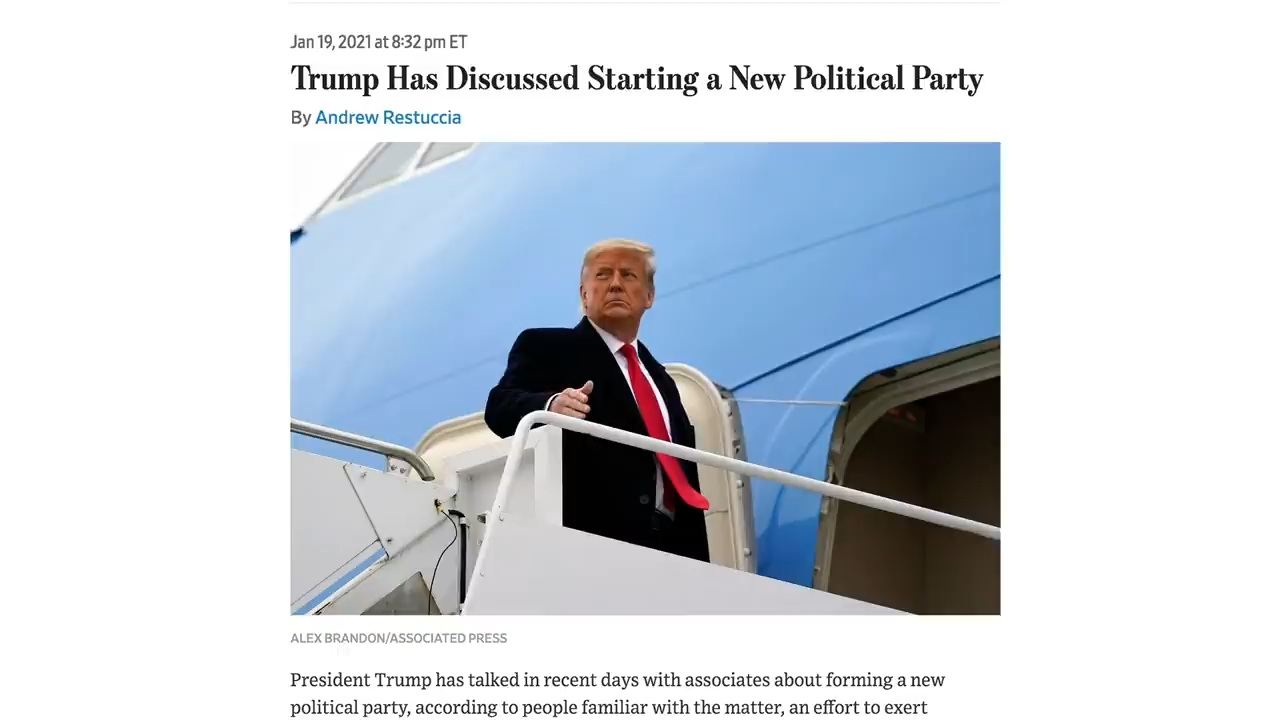 Jan 19, 2021 at 8:32 pm ET
Trump Has Discussed Starting a New Political Party
By Andrew Restuccia
ALEX BRANDON/ASSOCIATED PRESS
President Trump has talked in recent days with associates about forming a new
political party, according to people familiar with the matter, an effort to exert